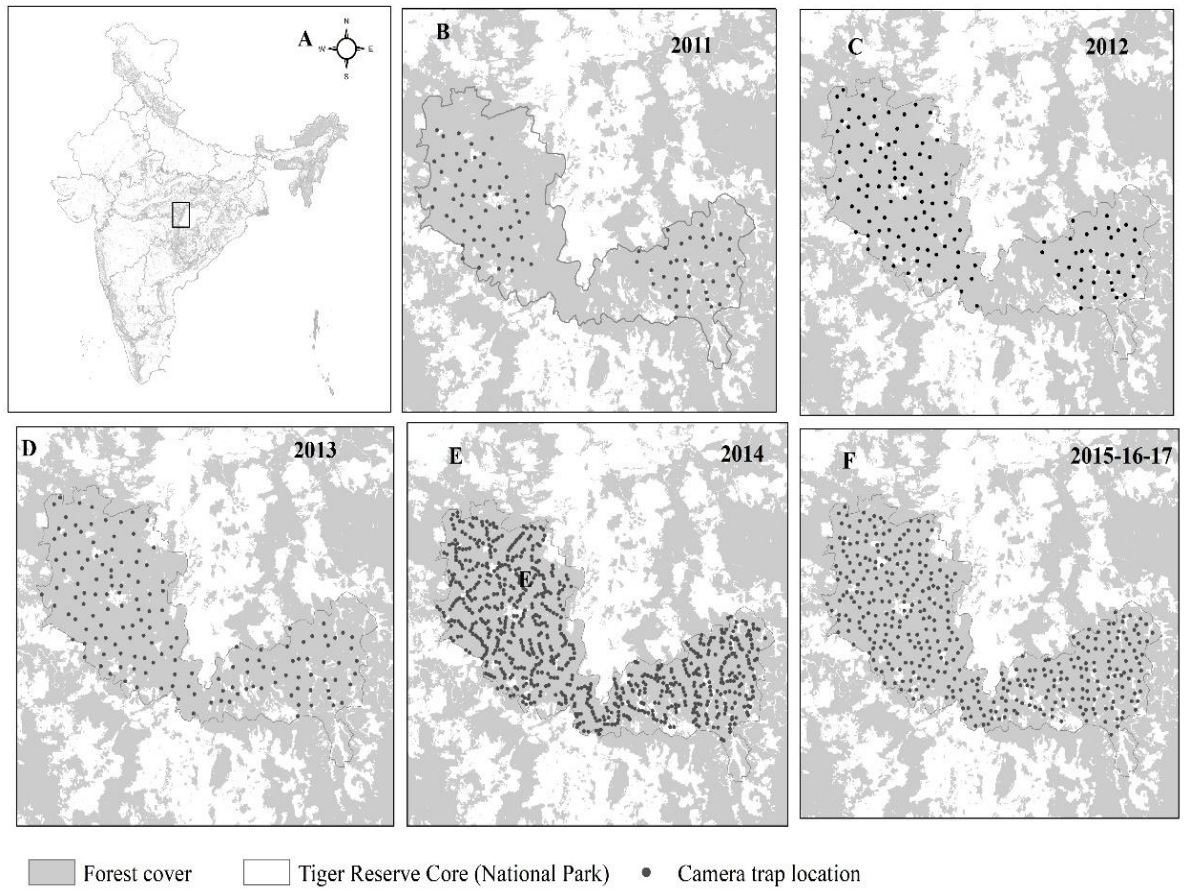 A
N
W E
S
B
2011
C
2012
D
2013
E
2014
E
F
2015-16-17
Forest cover
Tiger Reserve Core (National Park)
Camera trap location